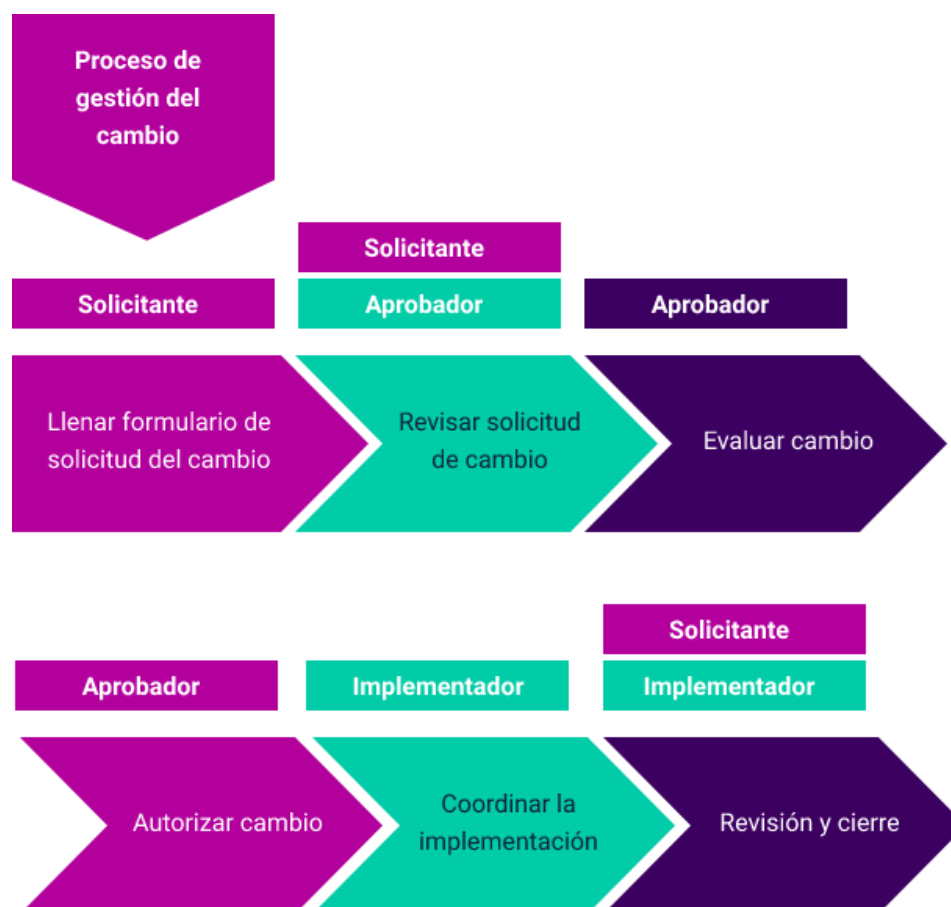 Proceso de
gestión del
cambio
Solicitante
Solicitante
Aprobador
Aprobador
Llenar formulario de
solicitud del cambio
Revisar solicitud
de cambio
Evaluar cambio
Aprobador
Implementador
Solicitante
Implementador
Autorizar cambio
Coordinar la
implementación
Revisión y cierre